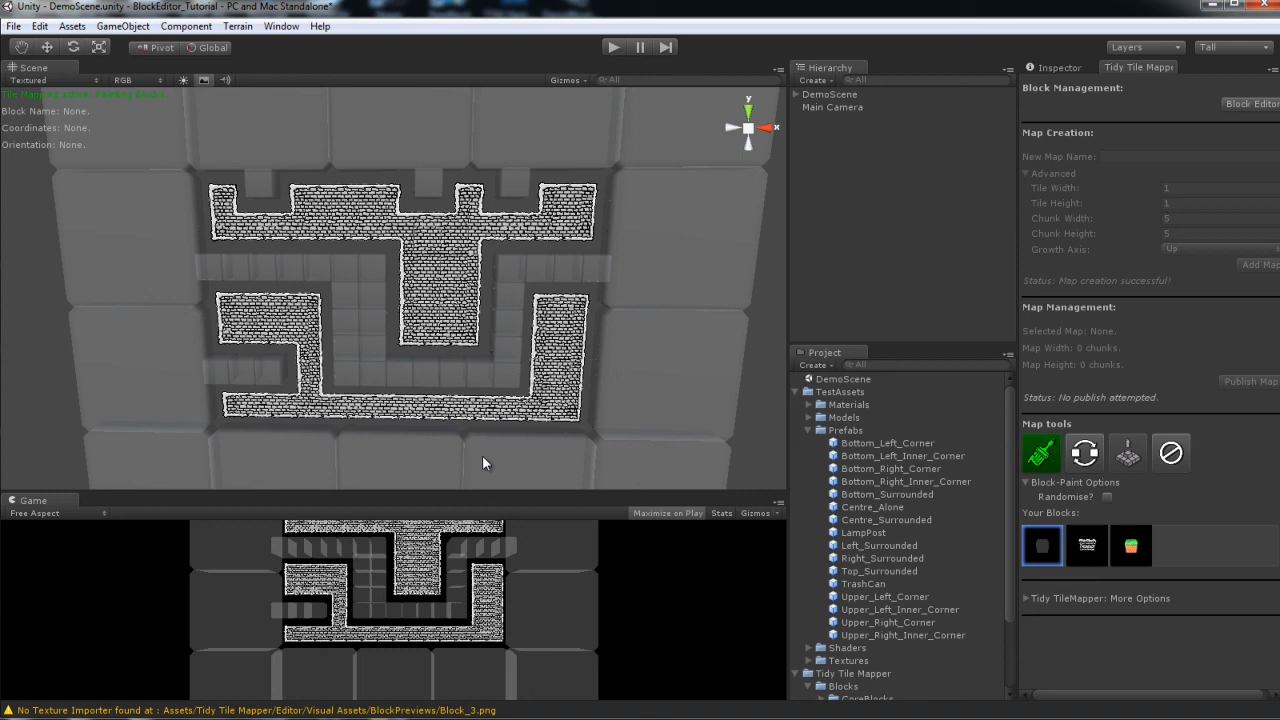 Unity - DemoScene.unity - BlockEditor_Tutorial - PC and Mac Standalone*
File Edit Assets GameObject Component Terrain Window Help
Pivot Global Layers Tall
Scene
Textured RGB Gizmos All
Tile Mapping active: Painting Blocks.
Block Name: None.
Coordinates: None.
Orientation: None.
y
x
Game
Free Aspect Maximize on Play Stats Gizmos
Hierarchy
Create All
DemoScene
Main Camera
Project
Create All
DemoScene
TestAssets
Materials
Models
Prefabs
Bottom_Left_Corner
Bottom_Left_Inner_Corner
Bottom_Right_Corner
Bottom_Right_Inner_Corner
Bottom_Surrounded
Centre_Alone
Centre_Surrounded
LampPost
Left_Surrounded
Right_Surrounded
Top_Surrounded
TrashCan
Upper_Left_Corner
Upper_Left_Inner_Corner
Upper_Right_Corner
Upper_Right_Inner_Corner
Shaders
Textures
Tidy Tile Mapper
Blocks
CoreBlocks
Inspector Tidy Tile Mappe
Block Management:
Block Editor
Map Creation:
New Map Name:
Advanced
Tile Width: 1
Tile Height: 1
Chunk Width: 5
Chunk Height: 5
Growth Axis: Up
Add Map
Status: Map creation successful!
Map Management:
Selected Map: None.
Map Width: 0 chunks.
Map Height: 0 chunks.
Publish Map
Status: No publish attempted.
Map tools
Block-Paint Options
Randomise?
Your Blocks:
Tidy TileMapper: More Options
No Texture Importer found at : Assets/Tidy Tile Mapper/Editor/Visual Assets/BlockPreviews/Block_3.png